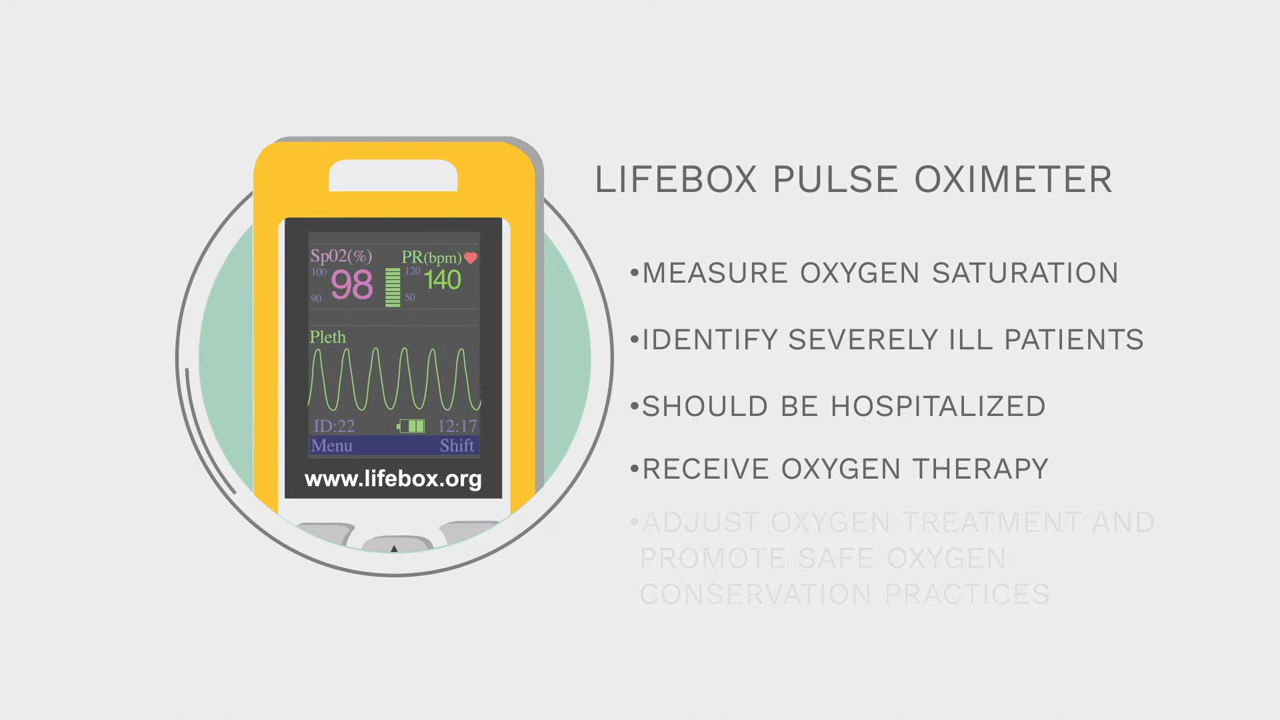 LIFEBOX PULSE OXIMETER
•MEASURE OXYGEN SATURATION
•IDENTIFY SEVERELY ILL PATIENTS
•SHOULD BE HOSPITALIZED
•RECEIVE OXYGEN THERAPY
•ADJUST OXYGEN TREATMENT AND
PROMOTE SAFE OXYGEN
CONSERVATION PRACTICES
Sp02(%) PR(bpm)
100 98 120 140
90 50
Pleth
ID:22 12:17
Menu Shift
www.lifebox.org